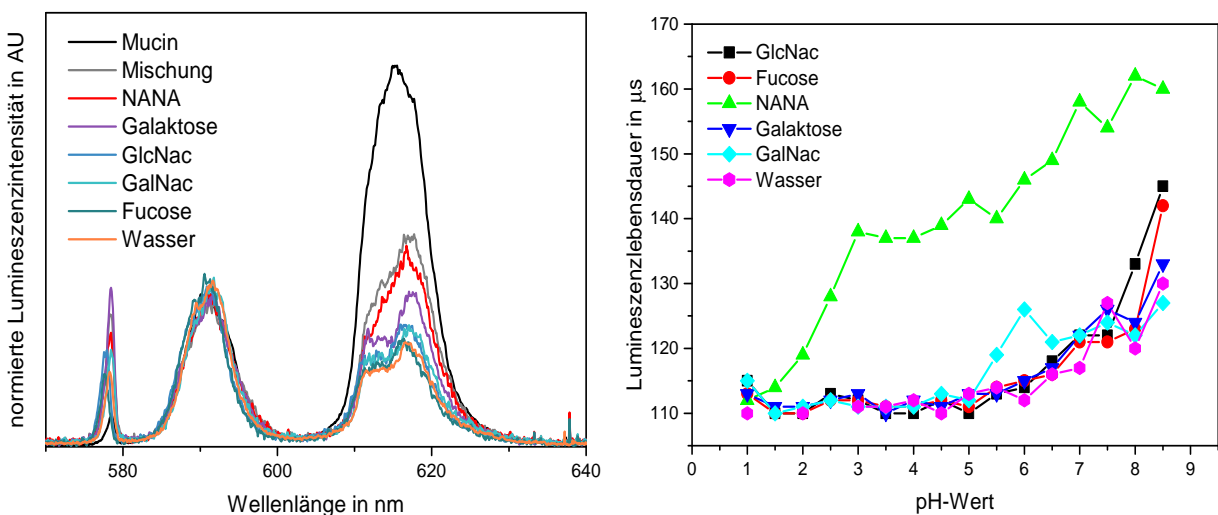 normierte Lumineszenzintensität in AU
Mucin
Mischung
NANA
Galaktose
GlcNac
GalNac
Fucose
Wasser
580
600
620
640
Wellenlänge in nm
Lumineszenzlebensdauer in µs
170
160
150
140
130
120
110
GlcNac
Fucose
NANA
Galaktose
GalNac
Wasser
0
1
2
3
4
5
6
7
8
9
pH-Wert